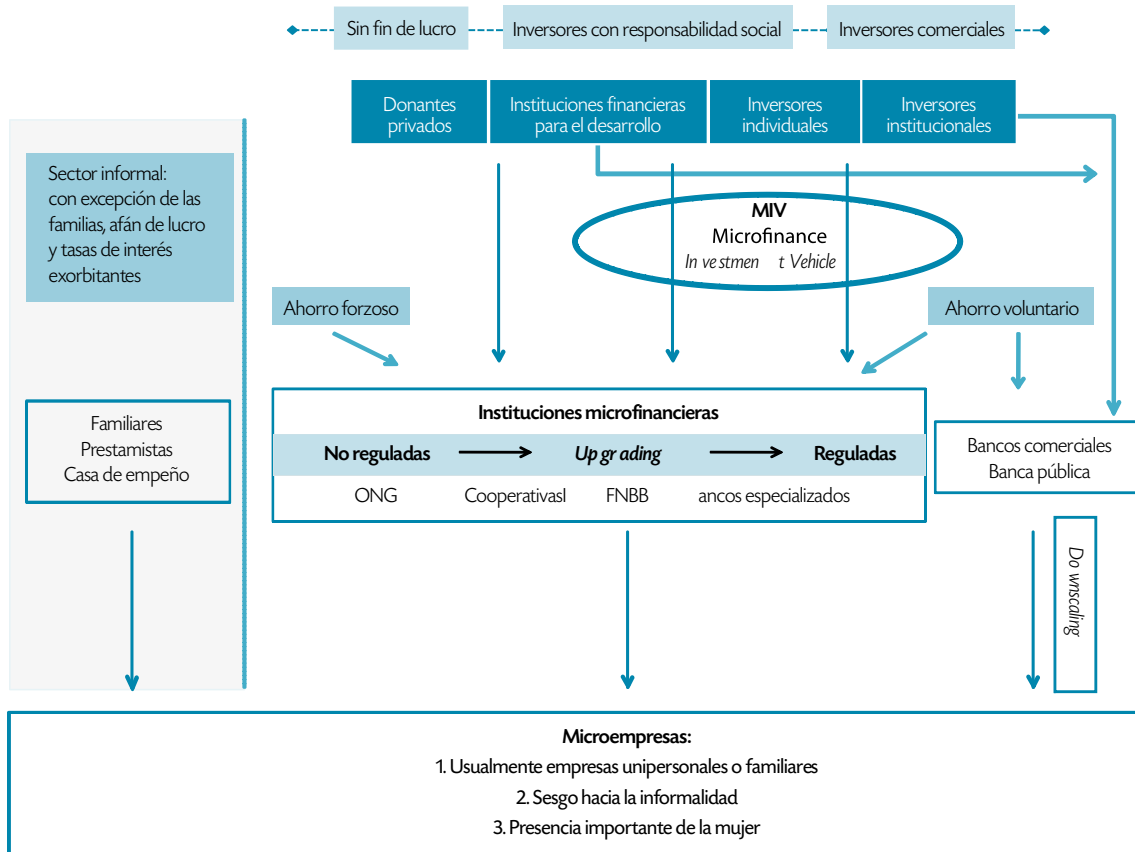 Sin fin de lucro
Inversores con responsabilidad social
Inversores comerciales
Donantes
privados
Instituciones financieras
para el desarrollo
Inversores
individuales
Inversores
institucionales
Sector informal:
con excepción de las
familias, afán de lucro
y tasas de interés
exorbitantes
MIV
Microfinance
In ve stmen t Vehicle
Ahorro forzoso
Ahorro voluntario
Familiares
Prestamistas
Casa de empeño
Instituciones microfinancieras
No reguladas
Up gr ading
Reguladas
ONG
CooperativasI
FNBB
ancos especializados
Bancos comerciales
Banca pública
Do wnscaling
Microempresas:
1. Usualmente empresas unipersonales o familiares
2. Sesgo hacia la informalidad
3. Presencia importante de la mujer